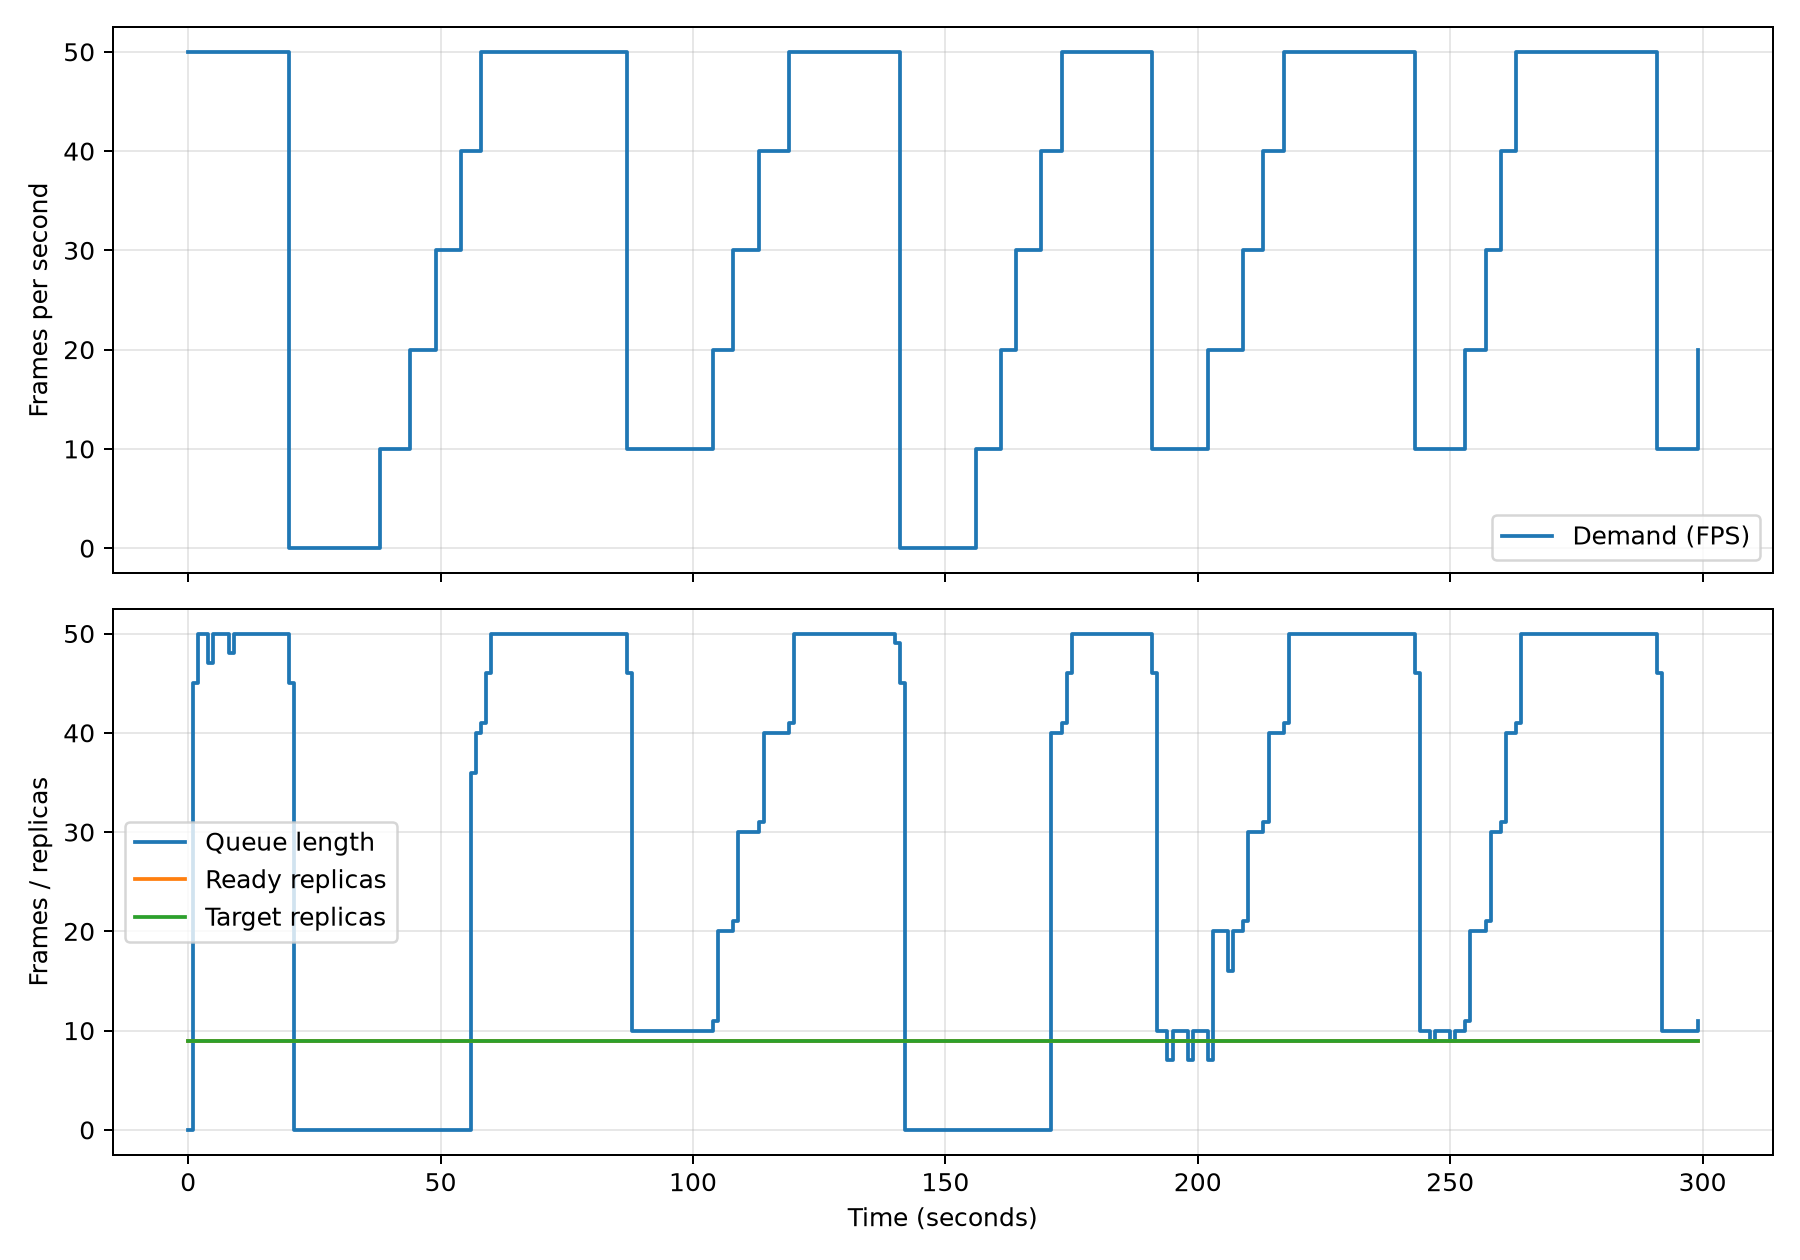 50
40
30
20
10
0
Frames per second
Demand (FPS)
50
40
30
20
10
0
Frames / replicas
Queue length
Ready replicas
Target replicas
0 50 100 150 200 250 300
Time (seconds)